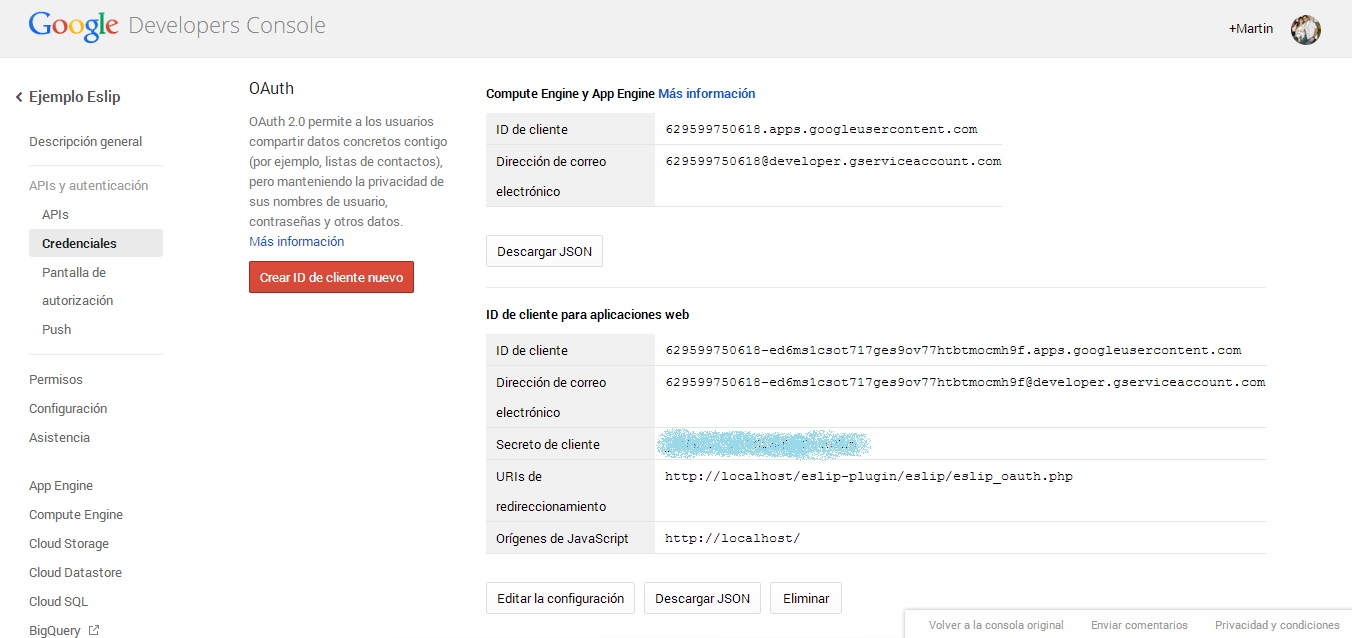 Google Developers Console
+Martin
Ejemplo Eslip
Descripción general
APIs y autenticación
APIs
Credenciales
Pantalla de
autorización
Push
Permisos
Configuración
Asistencia
App Engine
Compute Engine
Cloud Storage
Cloud Datastore
Cloud SQL
BigQuery
OAuth
OAuth 2.0 permite a los usuarios
compartir datos concretos contigo
(por ejemplo, listas de contactos),
pero manteniendo la privacidad de
sus nombres de usuario,
contraseñas y otros datos.
Más información
Crear ID de cliente nuevo
Compute Engine y App Engine Más información
ID de cliente 629599750618.apps.googleusercontent.com
Dirección de correo 629599750618@developer.gserviceaccount.com
electrónico
Descargar JSON
ID de cliente para aplicaciones web
ID de cliente 629599750618-ed6ms1csot717ges9ov77htbtmocmh9f.apps.googleusercontent.com
Dirección de correo 629599750618-ed6ms1csot717ges9ov77htbtmocmh9f@developer.gserviceaccount.com
electrónico
Secreto de cliente
URIs de http://localhost/eslip-plugin/eslip/eslip_oauth.php
redireccionamiento
Orígenes de JavaScript http://localhost/
Editar la configuración Descargar JSON Eliminar
Volver a la consola original Enviar comentarios Privacidad y condiciones